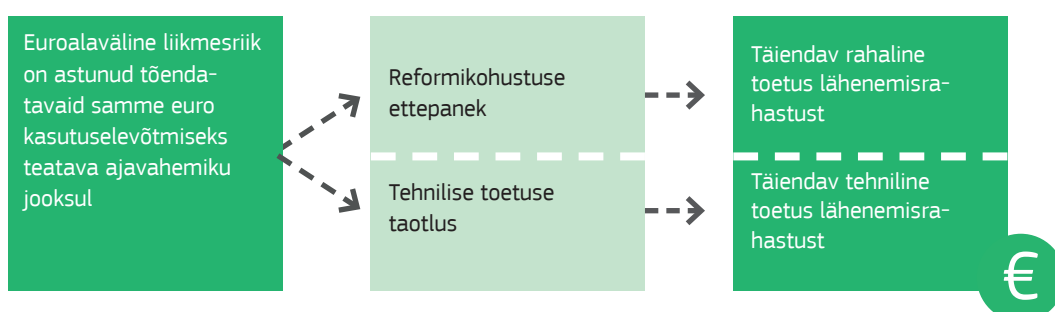 Euroalaväline liikmesriik
on astunud tõenda-
tavaid samme euro
kasutuselevõtmiseks
teatava ajavahemiku
jooksul
Reformikohustuse
ettepanek
Tehnilise toetuse
taotlus
Täiendav rahaline
toetus lähenemisra-
hastust
Täiendav tehniline
toetus lähenemisra-
hastust
€